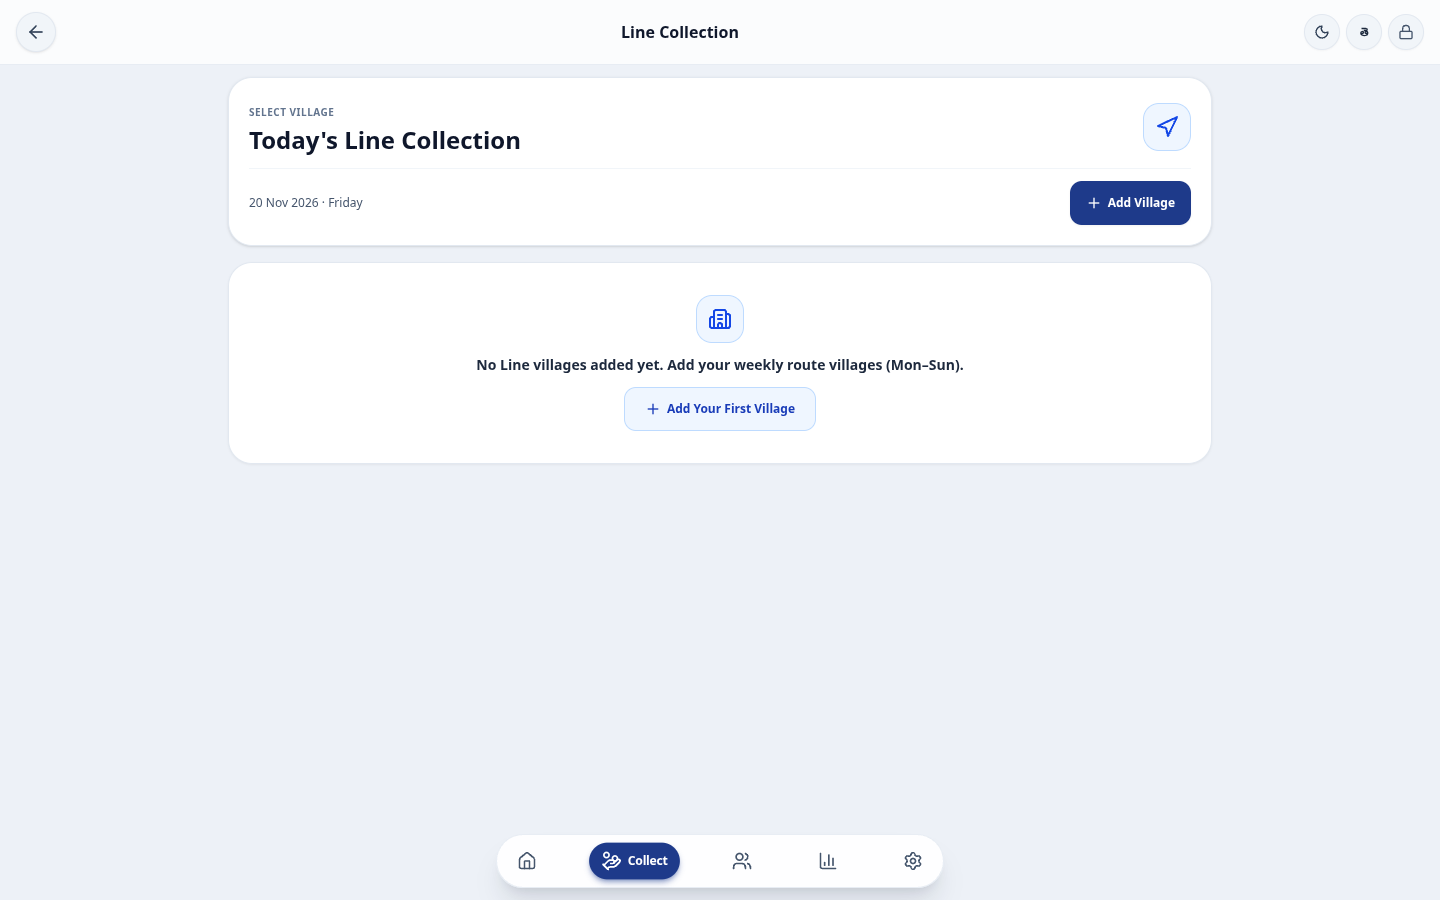 Line Collection
SELECT VILLAGE
Today's Line Collection
20 Nov 2026 · Friday
Add Village
No Line villages added yet. Add your weekly route villages (Mon–Sun).
Add Your First Village
Collect